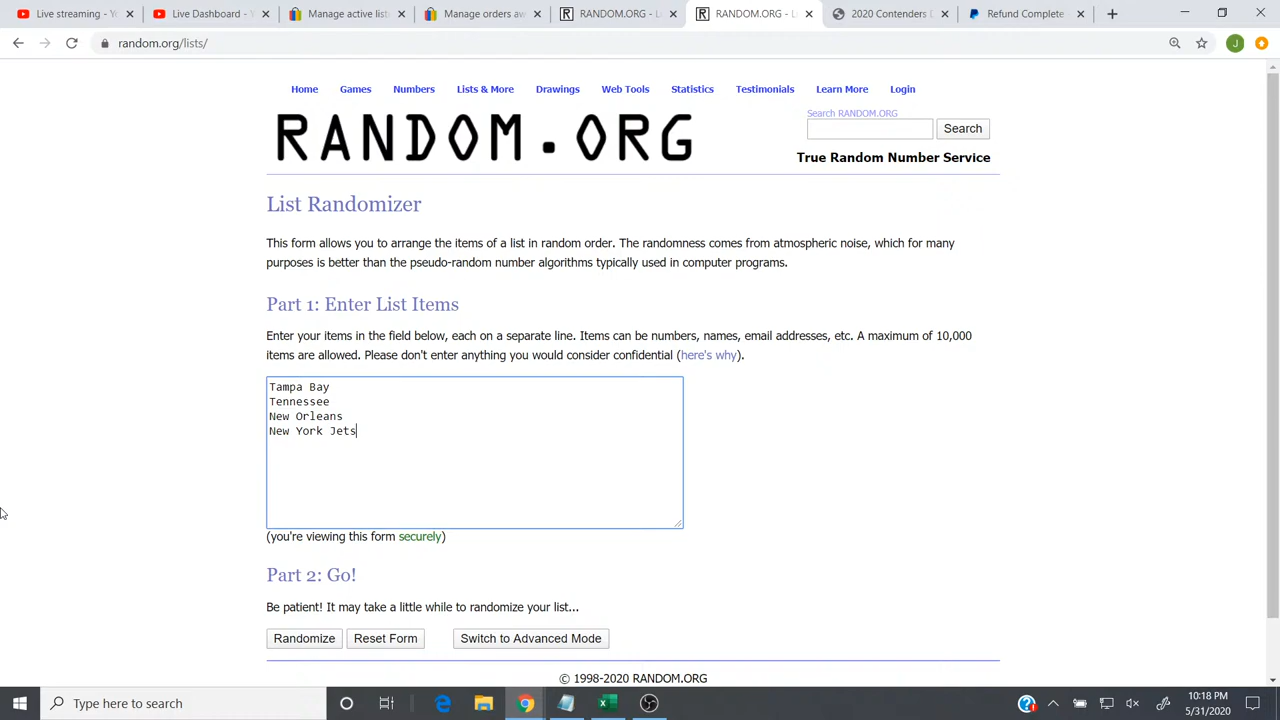 Live streaming - Y
Live Dashboard - Y
Manage active list
Manage orders aw
RANDOM.ORG - L
RANDOM.ORG - L
2020 Contenders L
Refund Complete
random.org/lists/
J
Home Games Numbers Lists & More Drawings Web Tools Statistics Testimonials Learn More Login
RANDOM.ORG
Search RANDOM.ORG
Search
True Random Number Service
List Randomizer
This form allows you to arrange the items of a list in random order. The randomness comes from atmospheric noise, which for many
purposes is better than the pseudo-random number algorithms typically used in computer programs.
Part 1: Enter List Items
Enter your items in the field below, each on a separate line. Items can be numbers, names, email addresses, etc. A maximum of 10,000
items are allowed. Please don't enter anything you would consider confidential (here's why).
Tampa Bay
Tennessee
New Orleans
New York Jets
(you're viewing this form securely)
Part 2: Go!
Be patient! It may take a little while to randomize your list...
Randomize Reset Form Switch to Advanced Mode
© 1998-2020 RANDOM.ORG
Type here to search
10:18 PM
5/31/2020